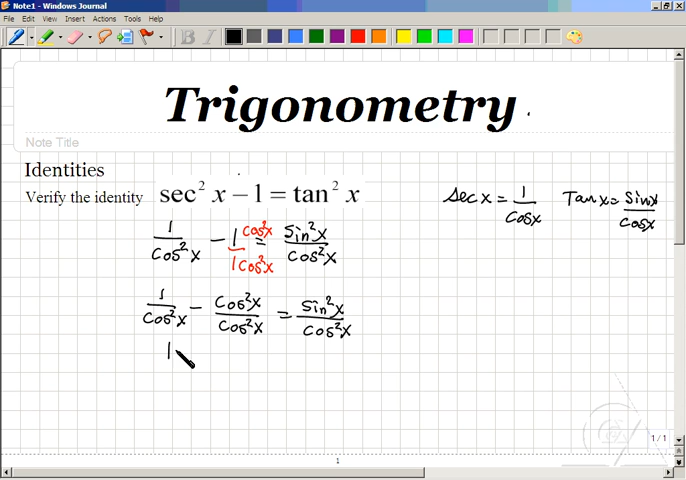 Note1 - Windows Journal
File Edit View Insert Actions Tools Help
B I
Trigonometry
Note Title
Identities
Verify the identity sec² x − 1 = tan² x
Sec x = 1/Cos x Tan x = Sin x/Cos x
1/Cos²x − 1 Cos²x/1 Cos²x = Sin²x/Cos²x
1/Cos²x − Cos²x/Cos²x = Sin²x/Cos²x
1
1 / 1
1